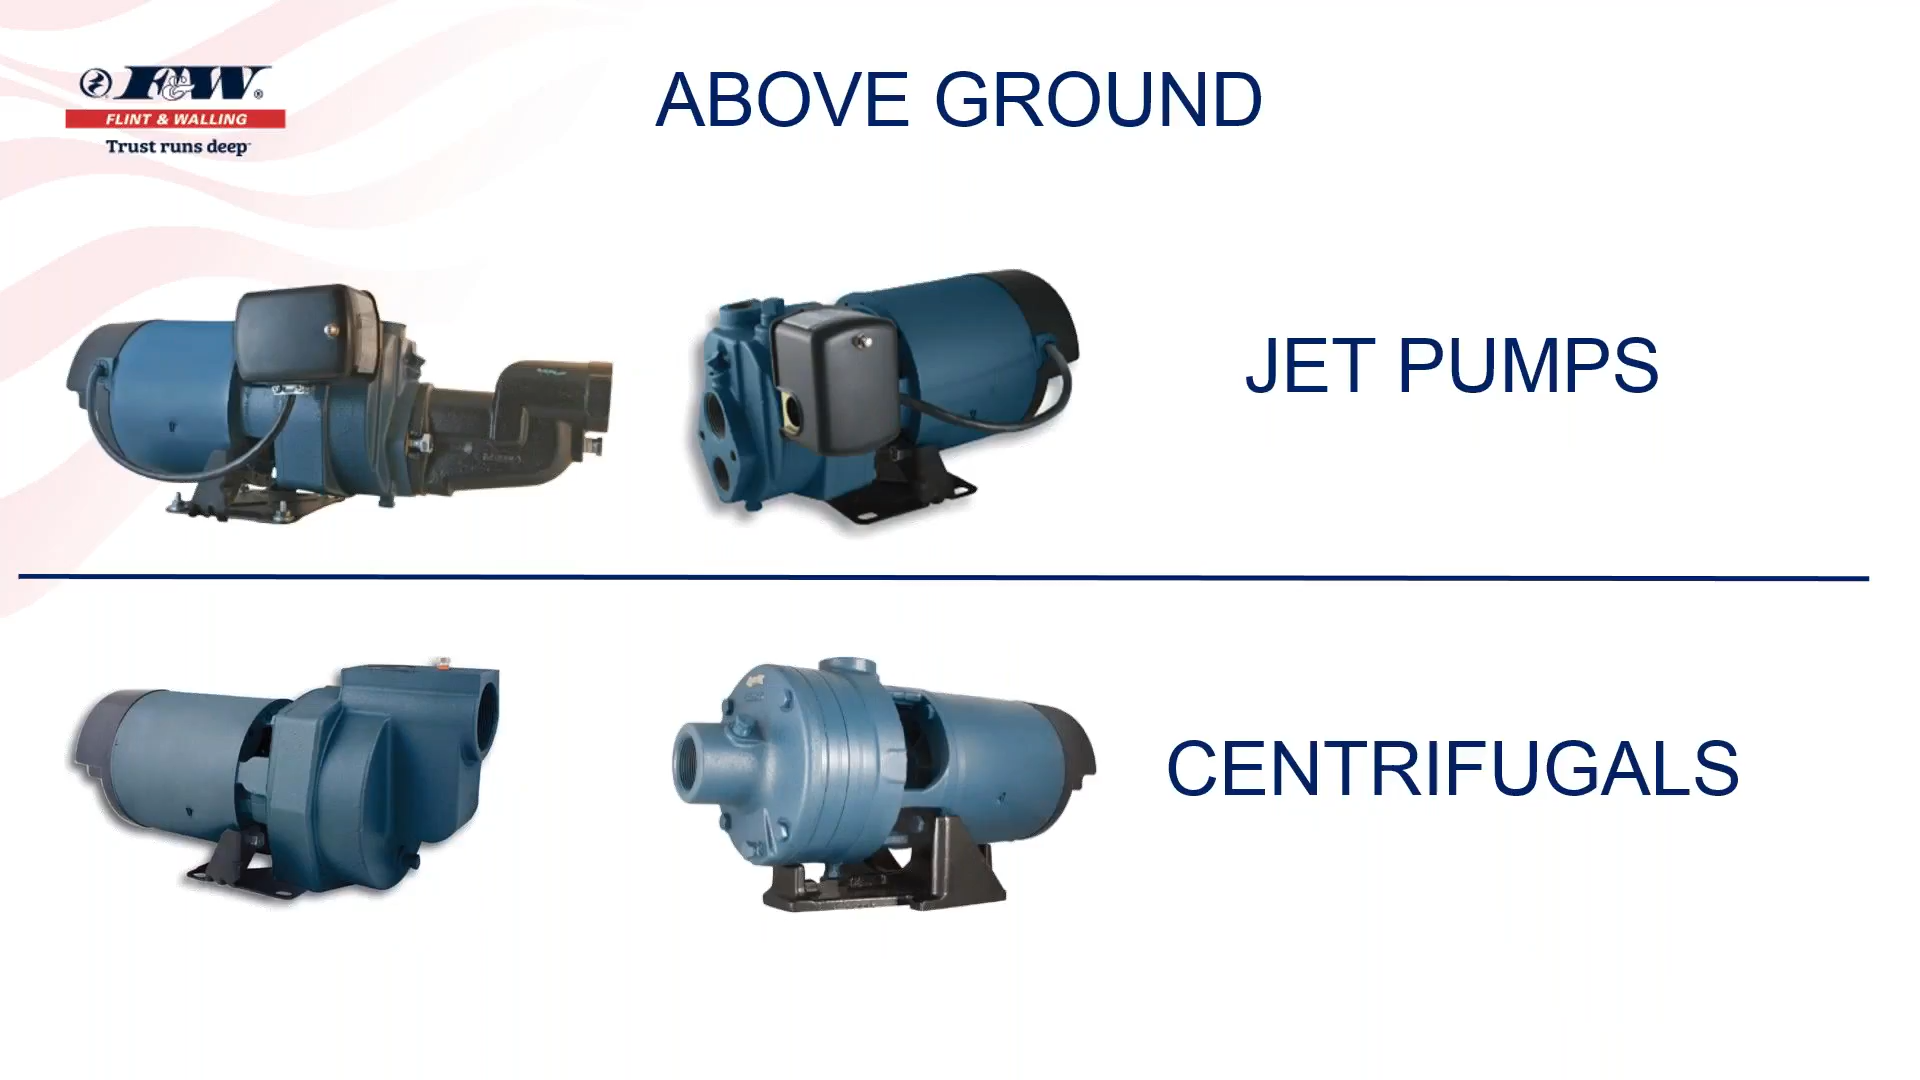 F&W®
FLINT & WALLING
Trust runs deep
ABOVE GROUND
JET PUMPS
CENTRIFUGALS